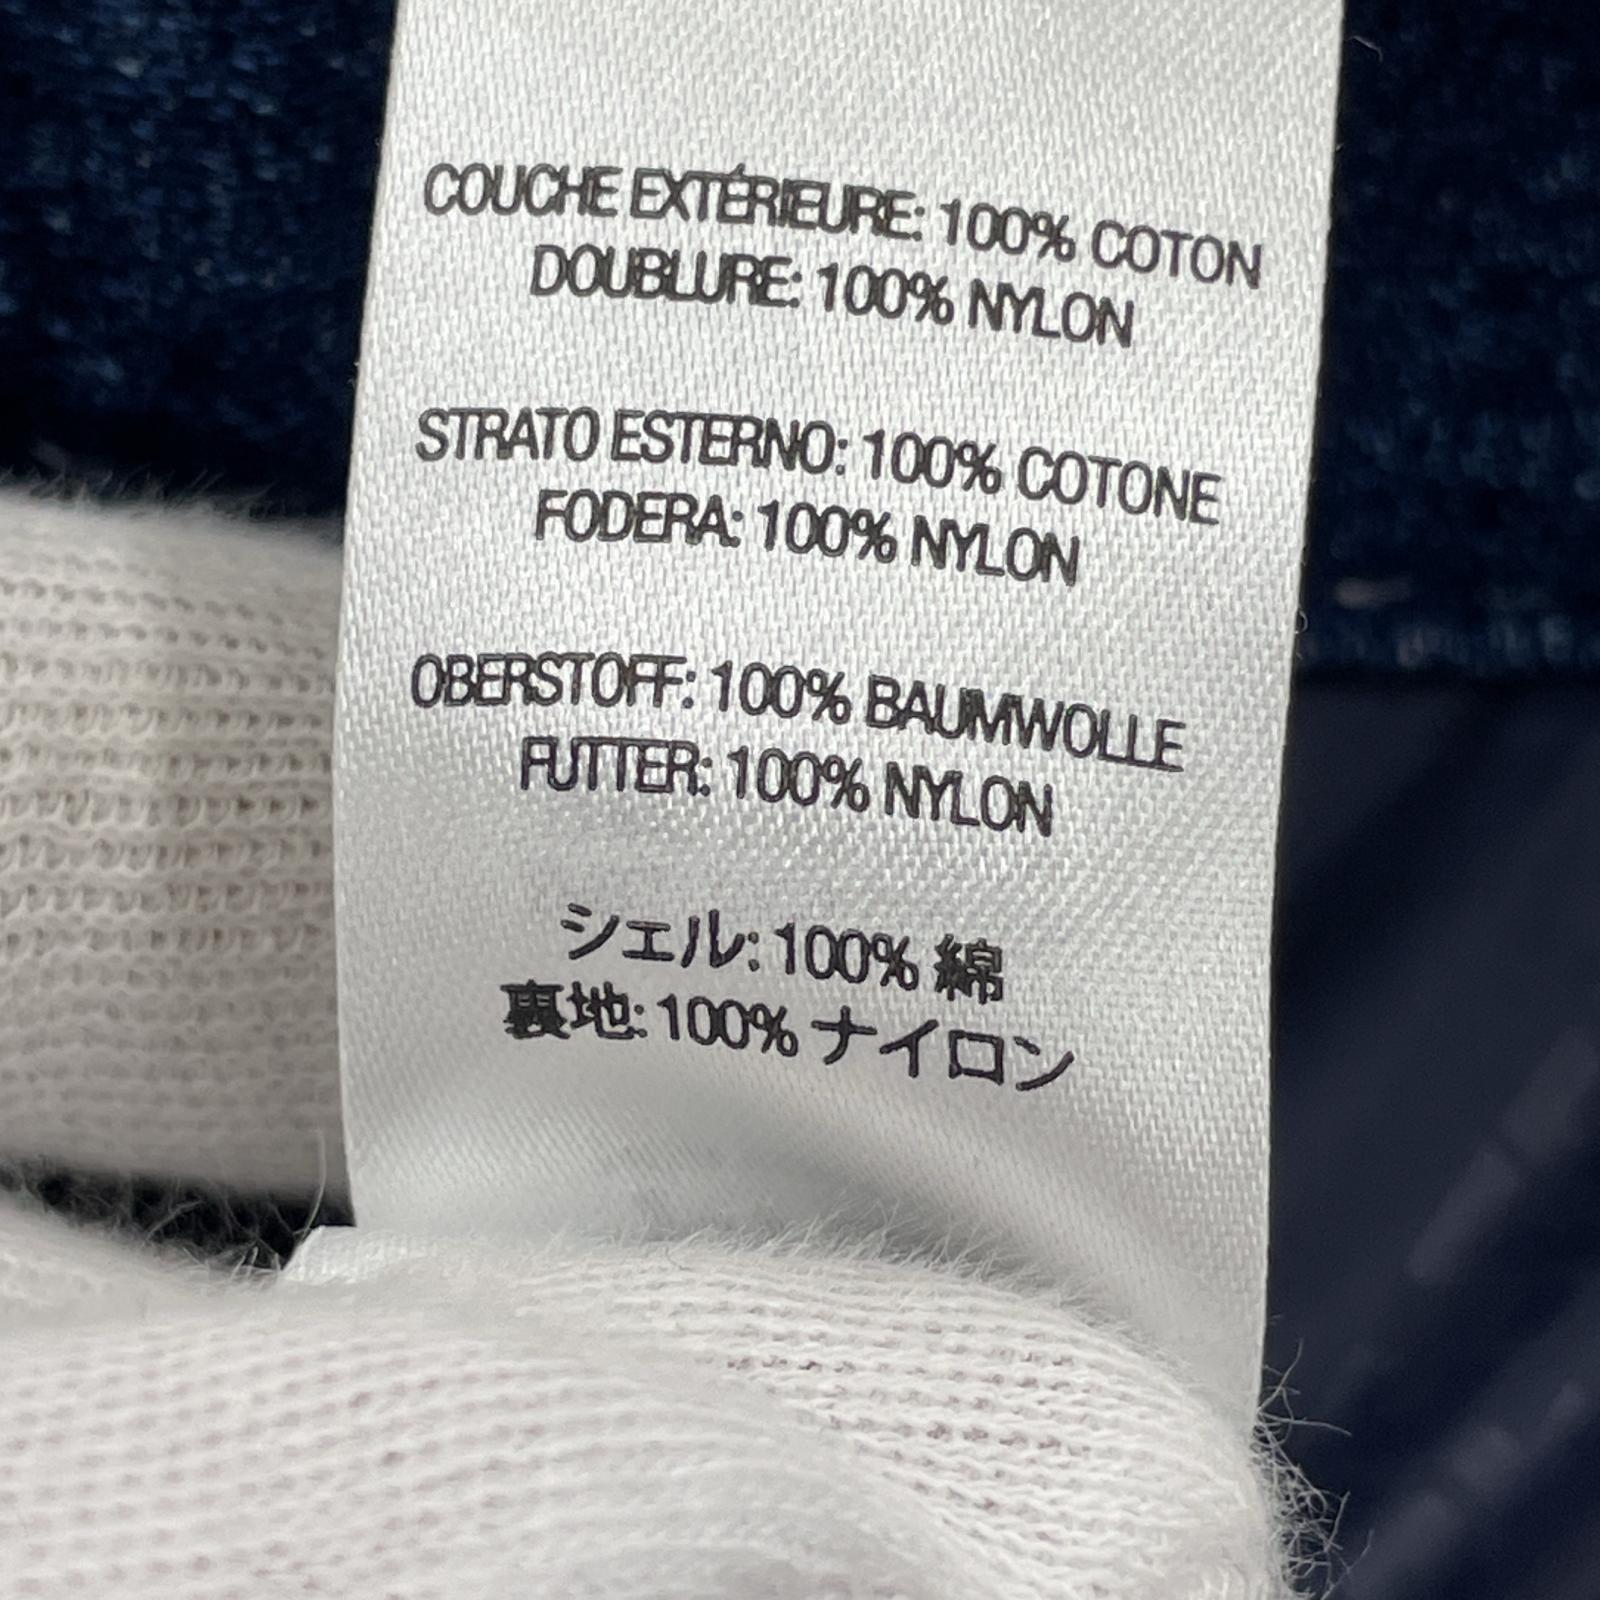 COUCHE EXTÉRIEURE: 100% COTON
DOUBLURE: 100% NYLON
STRATO ESTERNO: 100% COTONE
FODERA: 100% NYLON
OBERSTOFF: 100% BAUMWOLLE
FUTTER: 100% NYLON
シェル: 100% 綿
裏地: 100% ナイロン